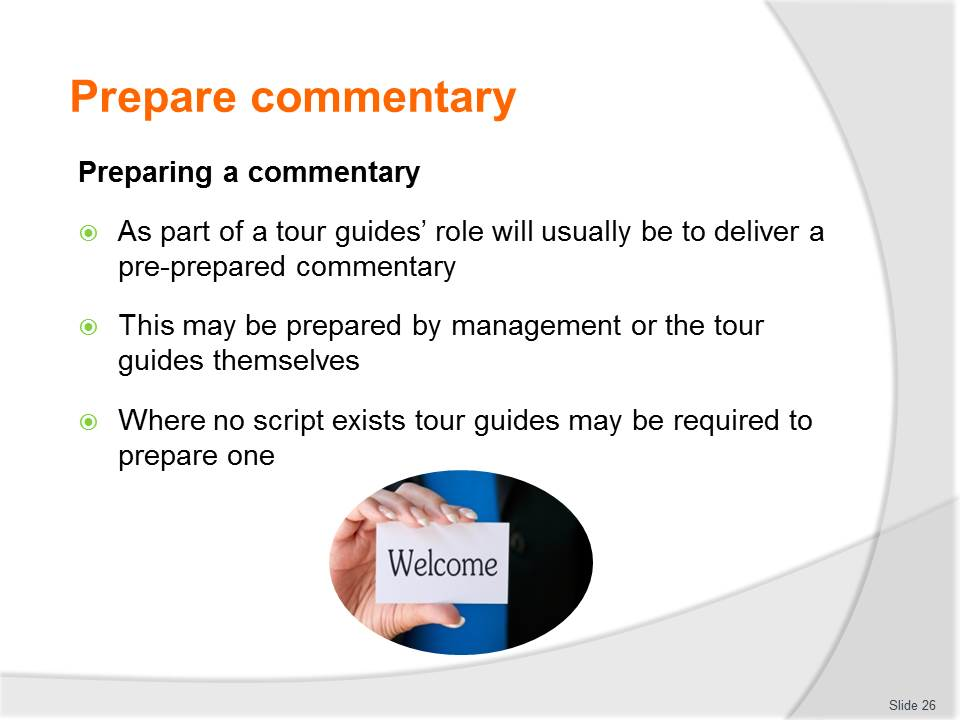 Prepare commentary
Preparing a commentary
As part of a tour guides’ role will usually be to deliver a
pre-prepared commentary
This may be prepared by management or the tour
guides themselves
Where no script exists tour guides may be required to
prepare one
Welcome
Slide 26